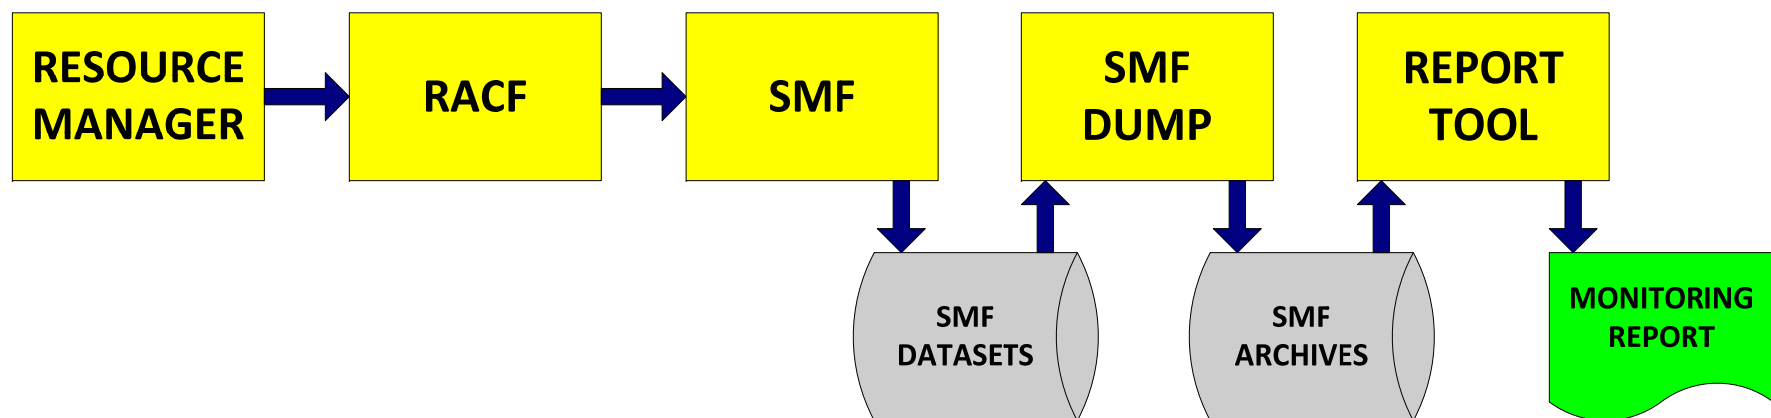 RESOURCE
MANAGER
RACF
SMF
SMF
DUMP
REPORT
TOOL
SMF
DATASETS
SMF
ARCHIVES
MONITORING
REPORT